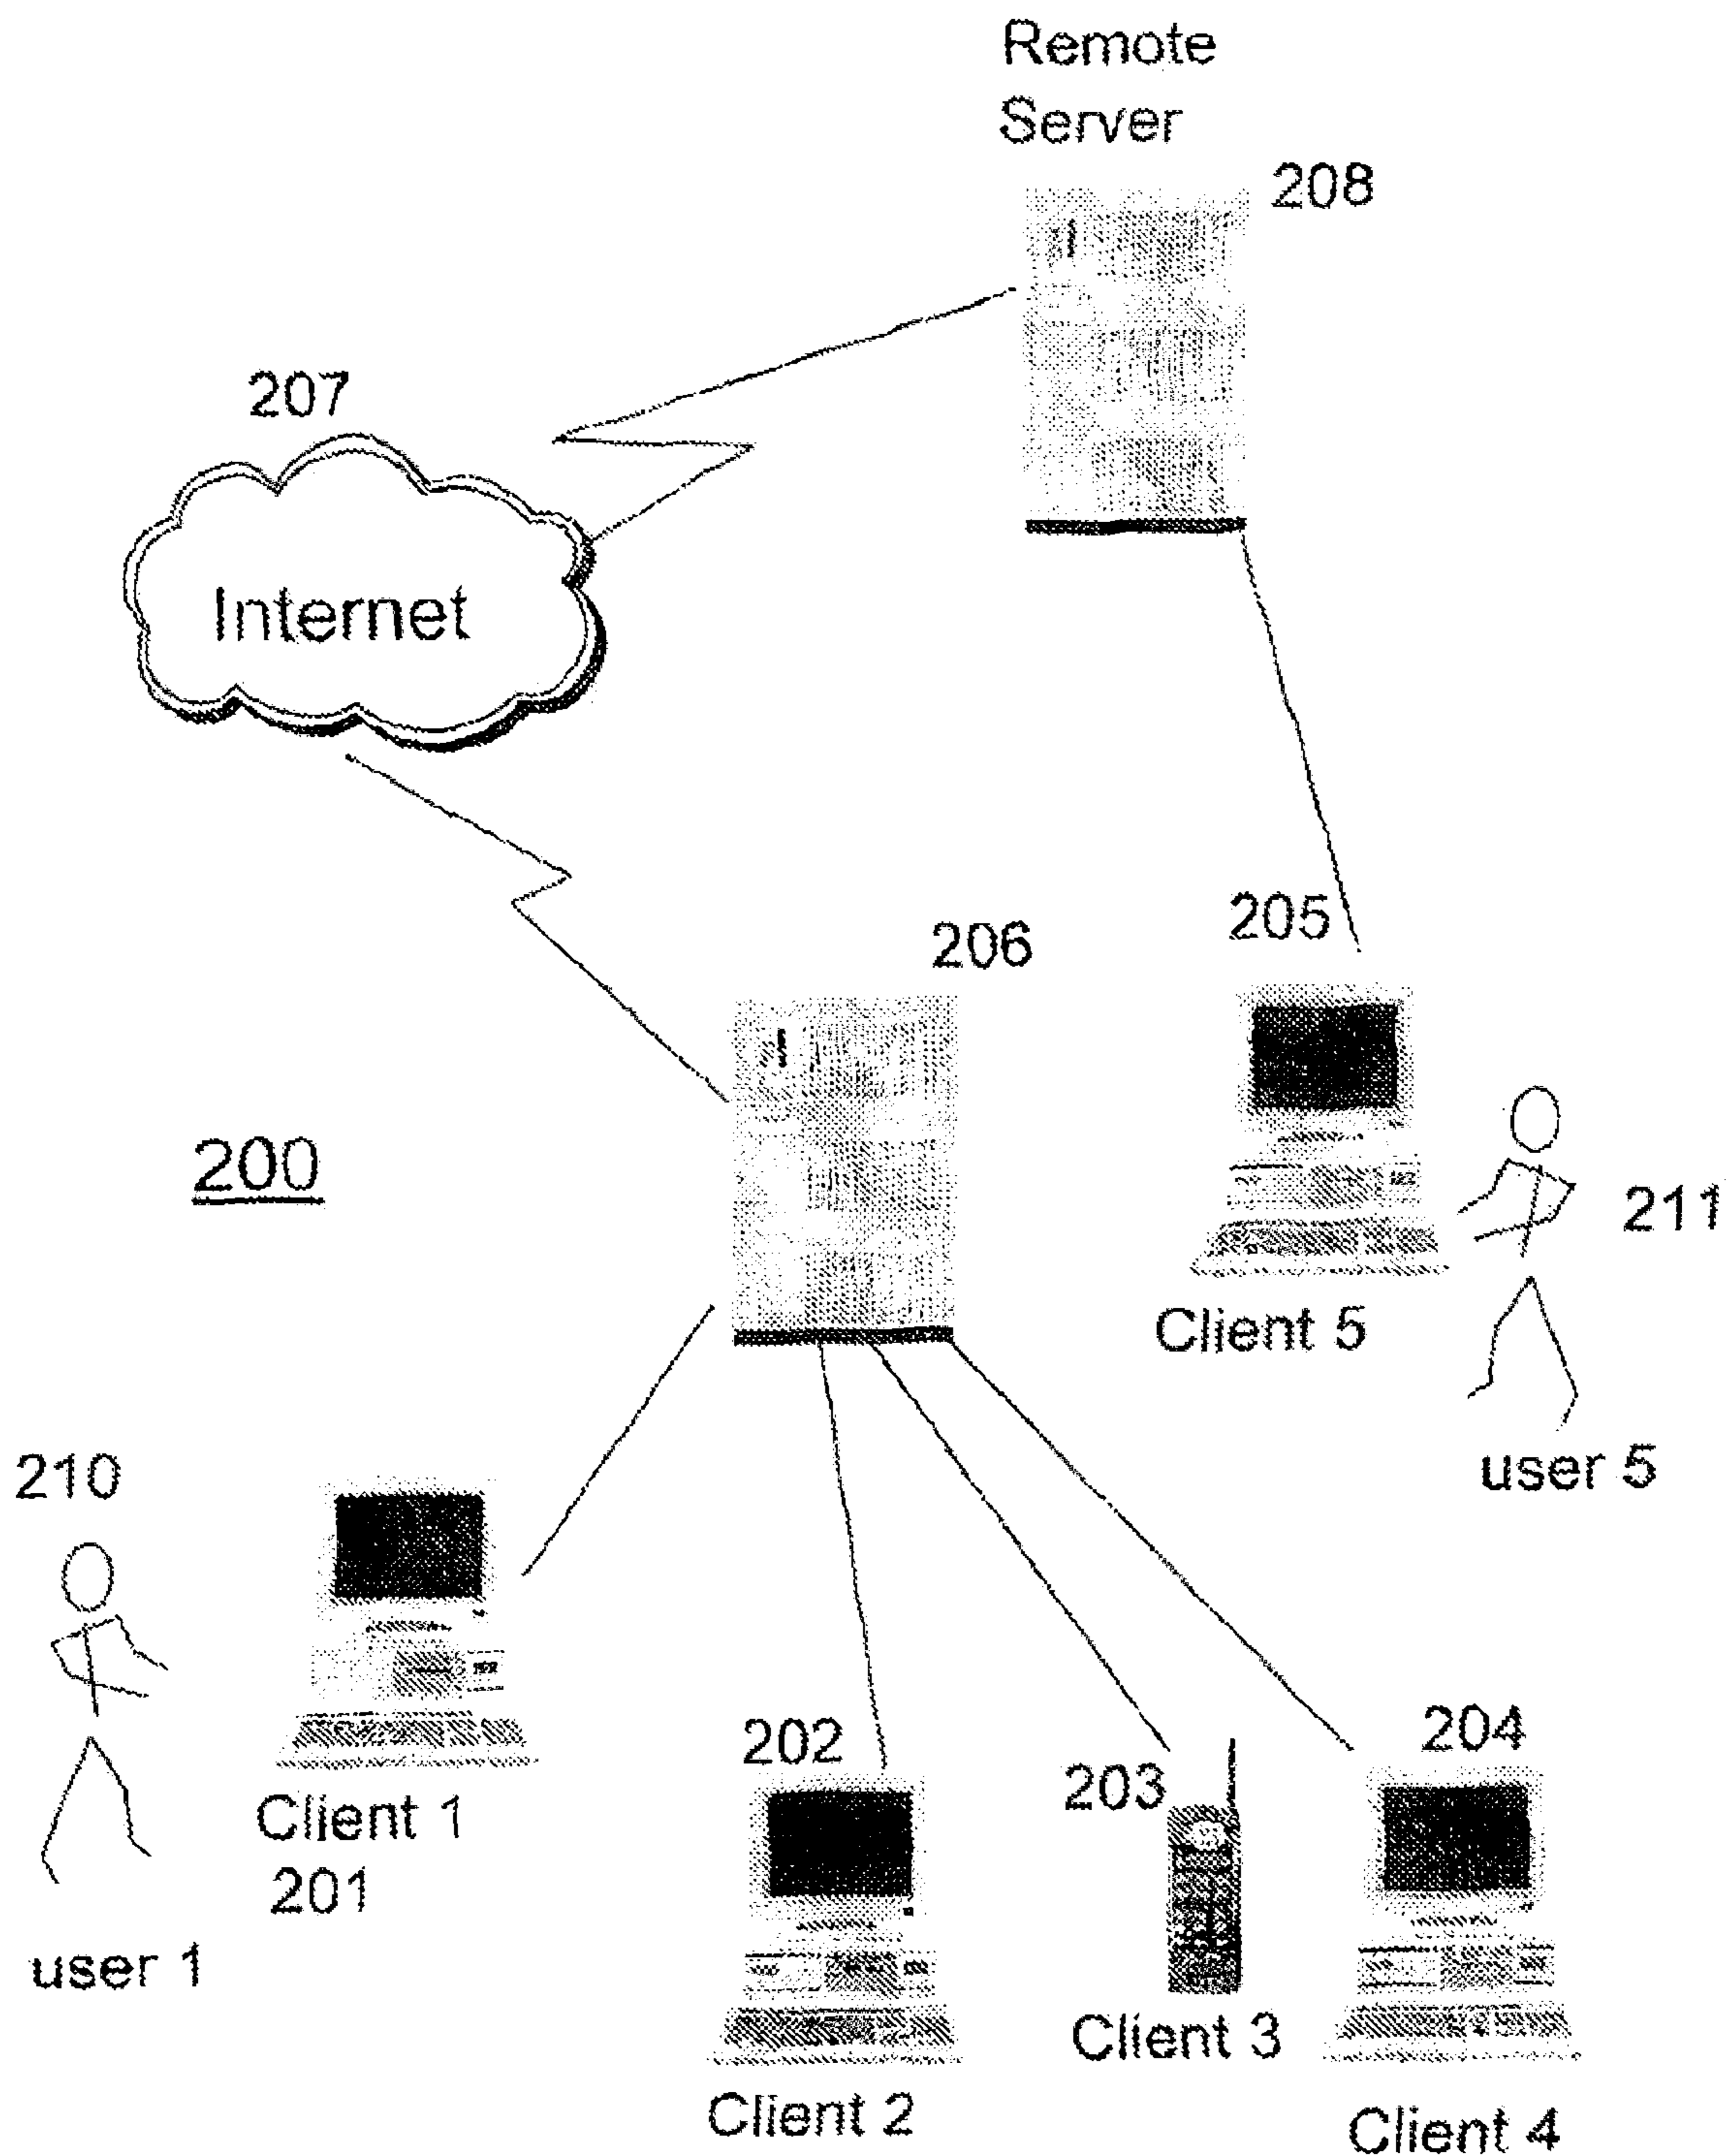 Remote
Server
208
207
Internet
205
206
200
211
Client 5
user 5
210
Client 1
201
user 1
202
203
204
Client 2
Client 3
Client 4